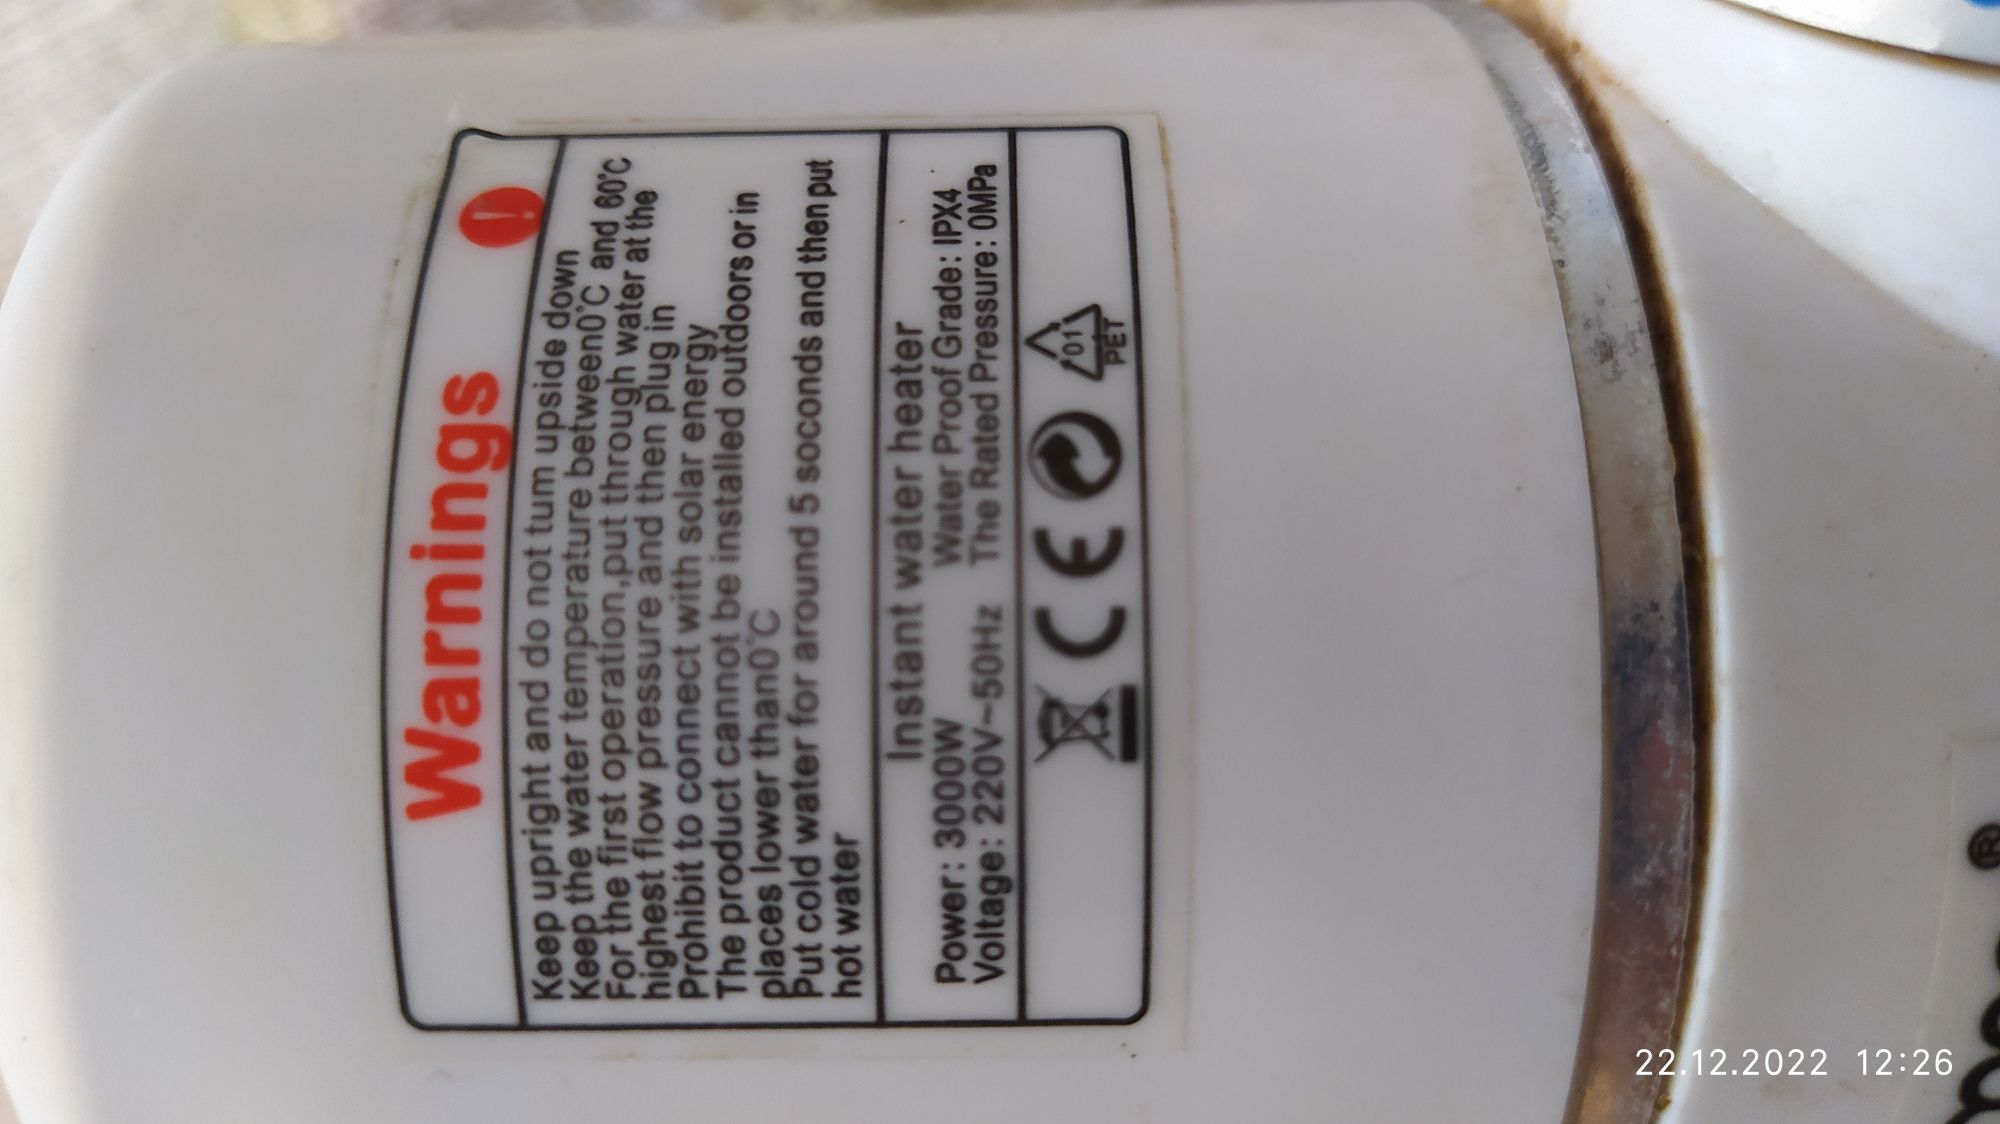 Warnings
Keep upright and do not tum upside down
Keep the water temperature between0℃ and 60℃
For the first operation,put through water at the
highest flow pressure and then plug in
Prohibit to connect with solar energy
The product cannot be installed outdoors or in
places lower than0℃
Put cold water for around 5 soconds and then put
hot water
Instant water heater
Power: 3000W Water Proof Grade: IPX4
Voltage: 220V~50Hz The Rated Pressure: 0MPa
CE
01
PET
®
22.12.2022 12:26